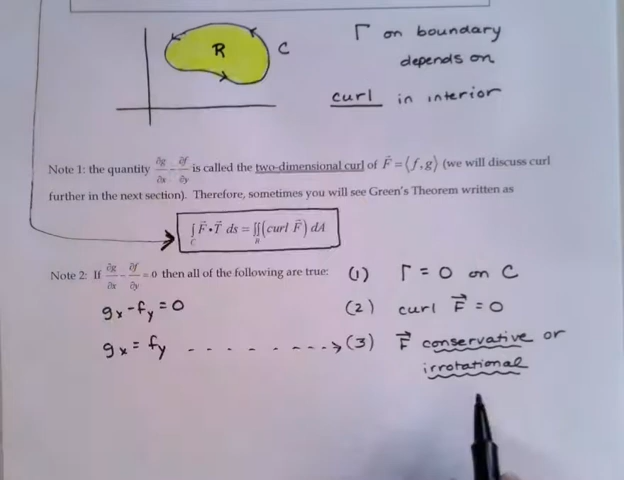 R
C
Γ on boundary
depends on
curl in interior
Note 1: the quantity ∂g/∂x − ∂f/∂y is called the two-dimensional curl of F⃗ = ⟨f, g⟩ (we will discuss curl
further in the next section). Therefore, sometimes you will see Green's Theorem written as
∫_C F⃗ • T⃗ ds = ∬_R (curl F⃗) dA
Note 2: If ∂g/∂x − ∂f/∂y = 0 then all of the following are true: (1) Γ = 0 on C
gₓ − f_y = 0 (2) curl F⃗ = 0
gₓ = f_y - - - - - - - - → (3) F⃗ conservative or
irrotational